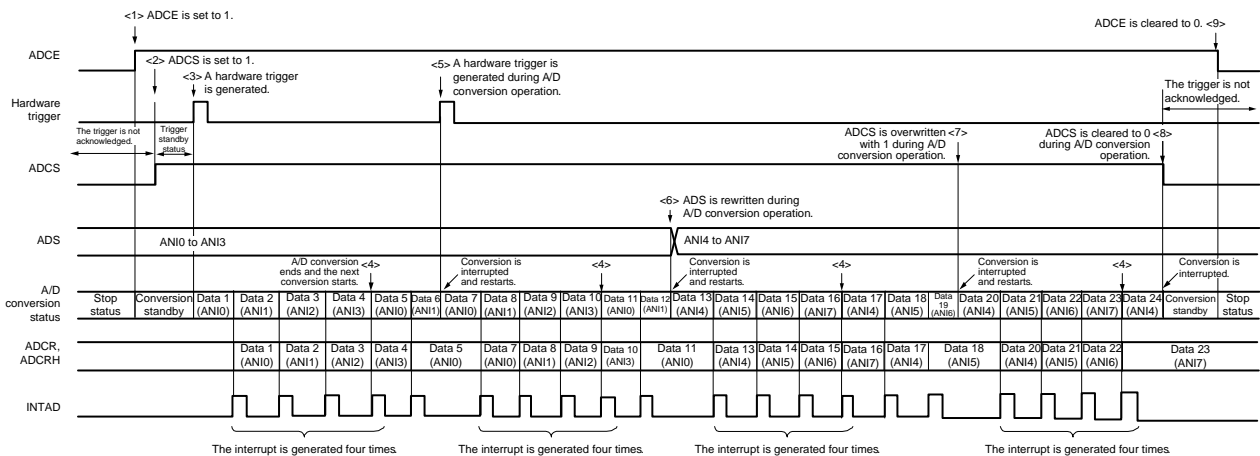 <1> ADCE is set to 1.
ADCE is cleared to 0. <9>
ADCE
<2> ADCS is set to 1.
<3> A hardware trigger
is generated.
<5> A hardware trigger is
generated during A/D
conversion operation.
The trigger is not
acknowledged.
Hardware
trigger
The trigger is not
acknowledged.
Trigger
standby
status
ADCS is overwritten <7>
with 1 during A/D
conversion operation.
ADCS is cleared to 0 <8>
during A/D conversion
operation.
ADCS
<6> ADS is rewritten during
A/D conversion operation.
ADS
ANI0 to ANI3
ANI4 to ANI7
A/D conversion <4>
ends and the next
conversion starts.
Conversion is
interrupted
and restarts.
<4>
Conversion is
interrupted
and restarts.
<4>
Conversion is
interrupted
and restarts.
<4>
Conversion is
interrupted.
A/D
conversion
status
Stop
status
Conversion
standby
Data 1
(ANI0)
Data 2
(ANI1)
Data 3
(ANI2)
Data 4
(ANI3)
Data 5
(ANI0)
Data 6
(ANI1)
Data 7
(ANI0)
Data 8
(ANI1)
Data 9
(ANI2)
Data 10
(ANI3)
Data 11
(ANI0)
Data 12
(ANI1)
Data 13
(ANI4)
Data 14
(ANI5)
Data 15
(ANI6)
Data 16
(ANI7)
Data 17
(ANI4)
Data 18
(ANI5)
Data
19
(ANI6)
Data 20
(ANI4)
Data 21
(ANI5)
Data 22
(ANI6)
Data 23
(ANI7)
Data 24
(ANI4)
Conversion
standby
Stop
status
ADCR,
ADCRH
Data 1
(ANI0)
Data 2
(ANI1)
Data 3
(ANI2)
Data 4
(ANI3)
Data 5
(ANI0)
Data 7
(ANI0)
Data 8
(ANI1)
Data 9
(ANI2)
Data 10
(ANI3)
Data 11
(ANI0)
Data 13
(ANI4)
Data 14
(ANI5)
Data 15
(ANI6)
Data 16
(ANI7)
Data 17
(ANI4)
Data 18
(ANI5)
Data 20
(ANI4)
Data 21
(ANI5)
Data 22
(ANI6)
Data 23
(ANI7)
INTAD
The interrupt is generated four times.
The interrupt is generated four times.
The interrupt is generated four times.
The interrupt is generated four times.